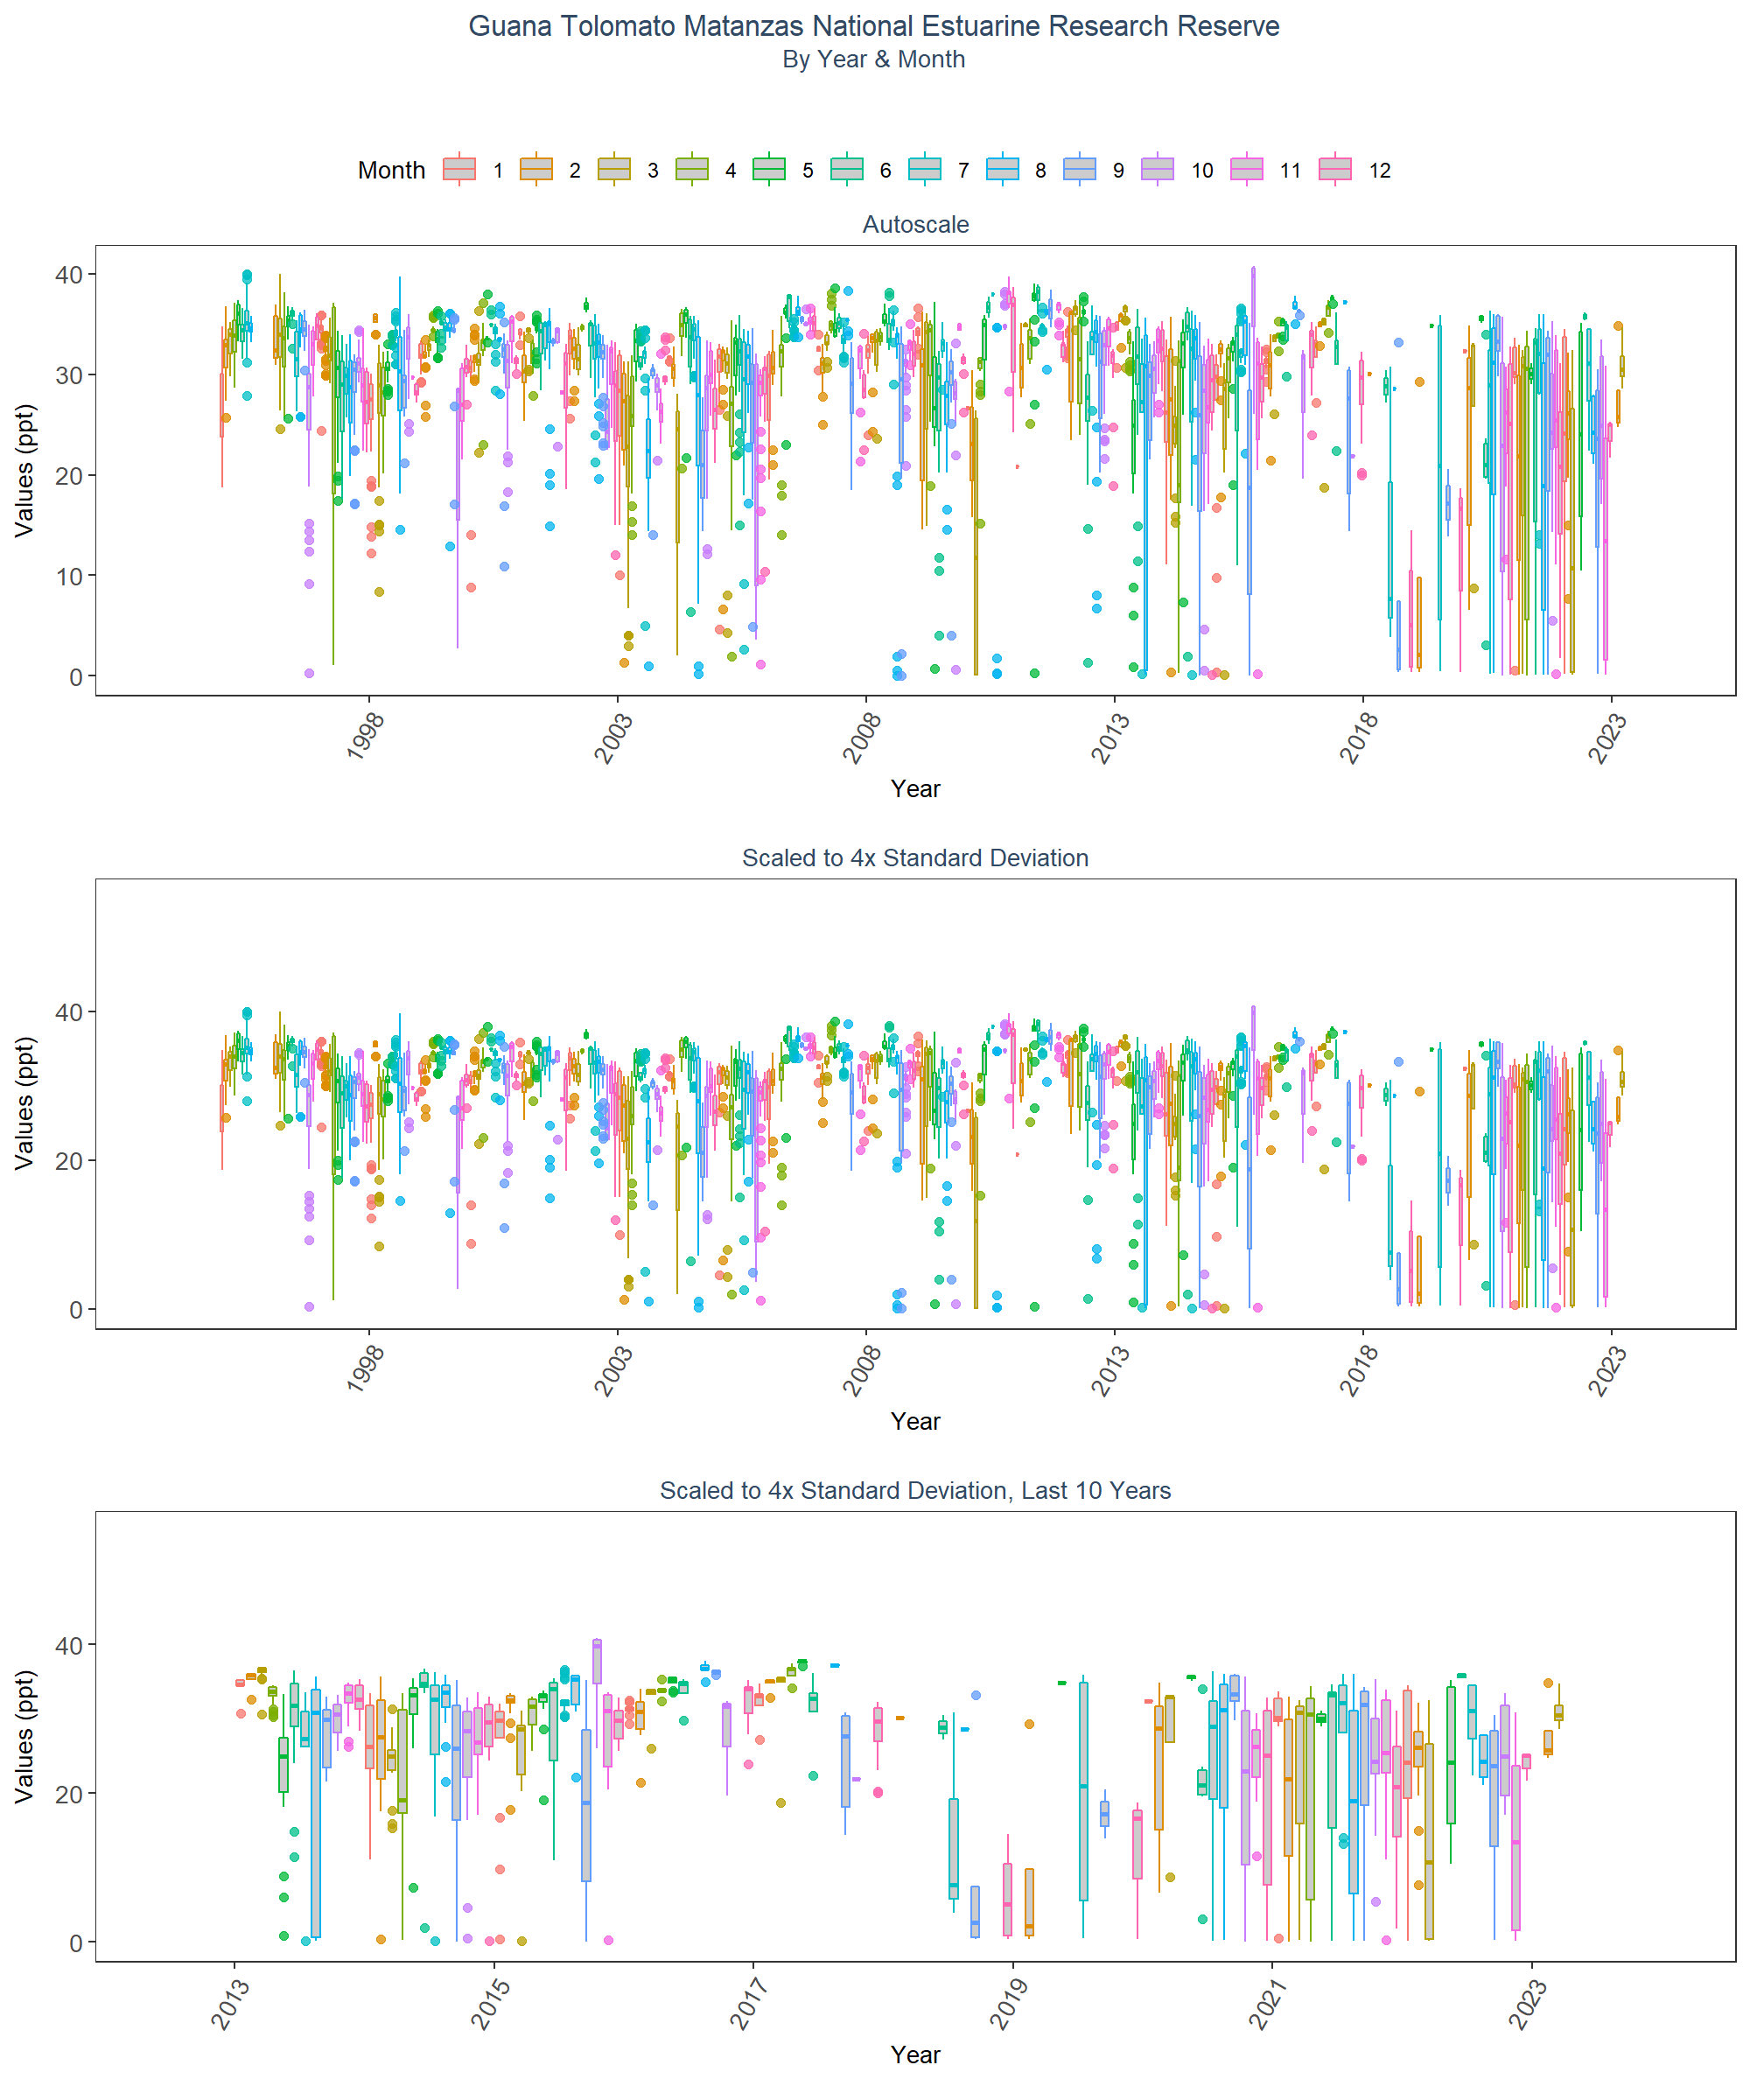 Guana Tolomato Matanzas National Estuarine Research Reserve
By Year & Month
Month 1 2 3 4 5 6 7 8 9 10 11 12
Autoscale
Values (ppt)
40
30
20
10
0
1998 2003 2008 2013 2018 2023
Year
Scaled to 4x Standard Deviation
Values (ppt)
40
20
0
1998 2003 2008 2013 2018 2023
Year
Scaled to 4x Standard Deviation, Last 10 Years
Values (ppt)
40
20
0
2013 2015 2017 2019 2021 2023
Year